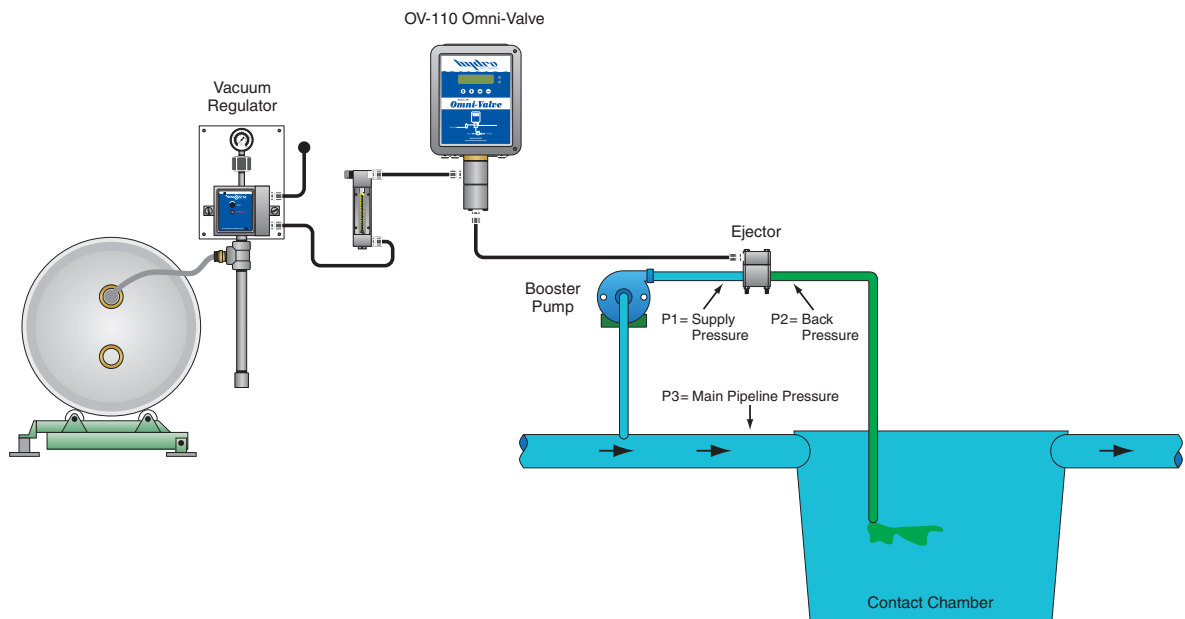 OV-110 Omni-Valve
hydro
Omni-Valve
Vacuum
Regulator
Ejector
Booster
Pump
P1= Supply
Pressure
P2= Back
Pressure
P3= Main Pipeline Pressure
Contact Chamber